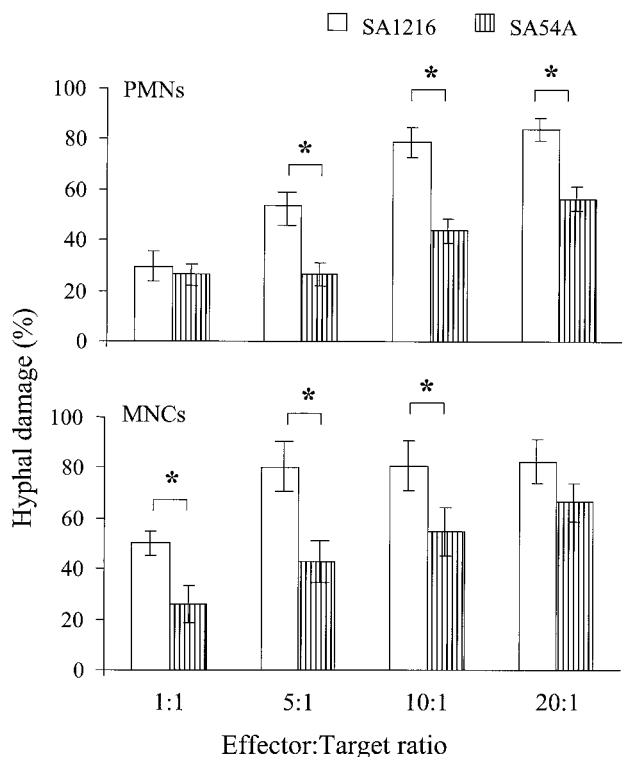 SA1216 SA54A
Hyphal damage (%)
PMNs
100
80
60
40
20
0
* * *
MNCs
100
80
60
40
20
0
* * *
1:1 5:1 10:1 20:1
Effector:Target ratio